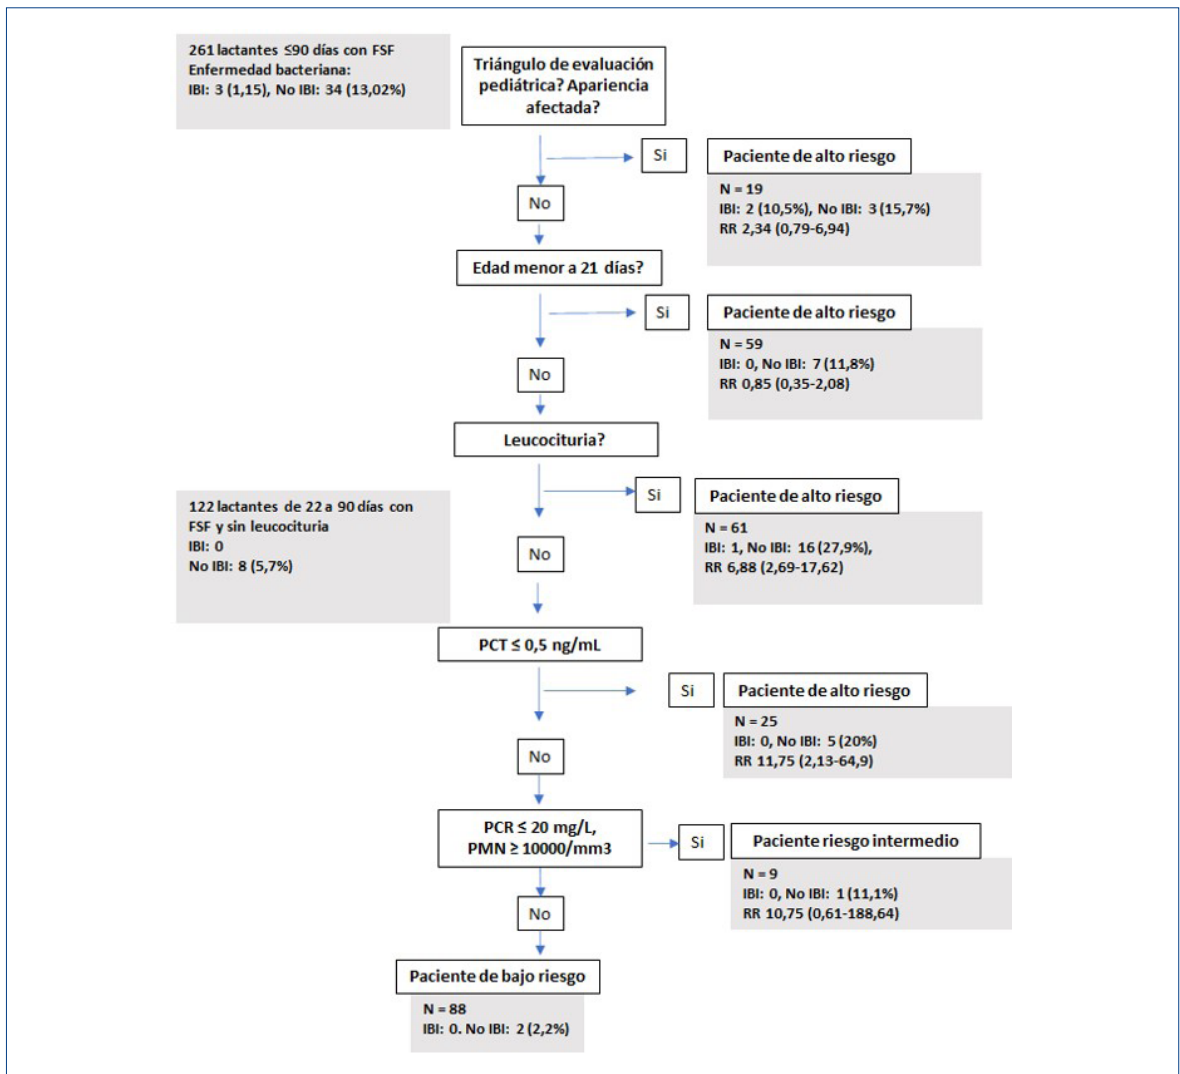 261 lactantes ≤90 días con FSF
Enfermedad bacteriana:
IBI: 3 (1,15), No IBI: 34 (13,02%)
Triángulo de evaluación
pediátrica? Apariencia
afectada?
Si
Paciente de alto riesgo
N = 19
IBI: 2 (10,5%), No IBI: 3 (15,7%)
RR 2,34 (0,79-6,94)
No
Edad menor a 21 días?
Si
Paciente de alto riesgo
N = 59
IBI: 0, No IBI: 7 (11,8%)
RR 0,85 (0,35-2,08)
No
Leucocituria?
Si
Paciente de alto riesgo
N = 61
IBI: 1, No IBI: 16 (27,9%),
RR 6,88 (2,69-17,62)
122 lactantes de 22 a 90 días con
FSF y sin leucocituria
IBI: 0
No IBI: 8 (5,7%)
No
PCT ≤ 0,5 ng/mL
Si
Paciente de alto riesgo
N = 25
IBI: 0, No IBI: 5 (20%)
RR 11,75 (2,13-64,9)
No
PCR ≤ 20 mg/L,
PMN ≥ 10000/mm3
Si
Paciente riesgo intermedio
N = 9
IBI: 0, No IBI: 1 (11,1%)
RR 10,75 (0,61-188,64)
No
Paciente de bajo riesgo
N = 88
IBI: 0. No IBI: 2 (2,2%)